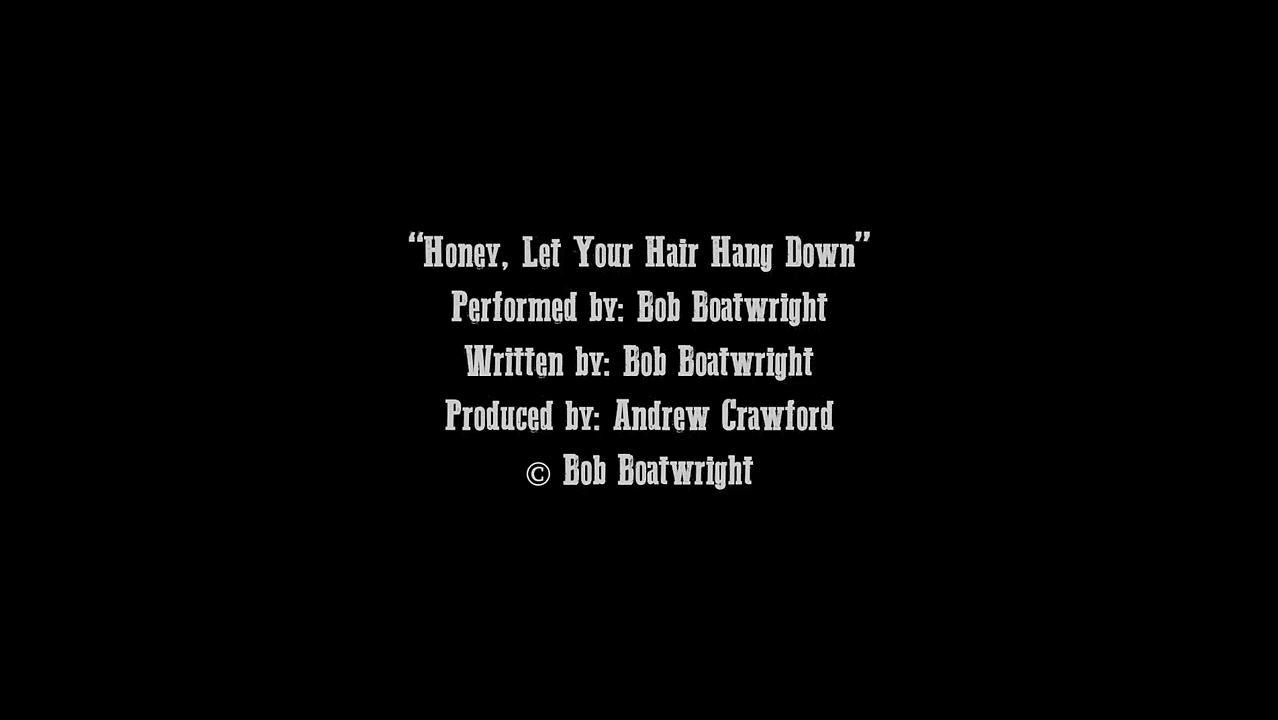 “Honey, Let Your Hair Hang Down”
Performed by: Bob Boatwright
Written by: Bob Boatwright
Produced by: Andrew Crawford
© Bob Boatwright